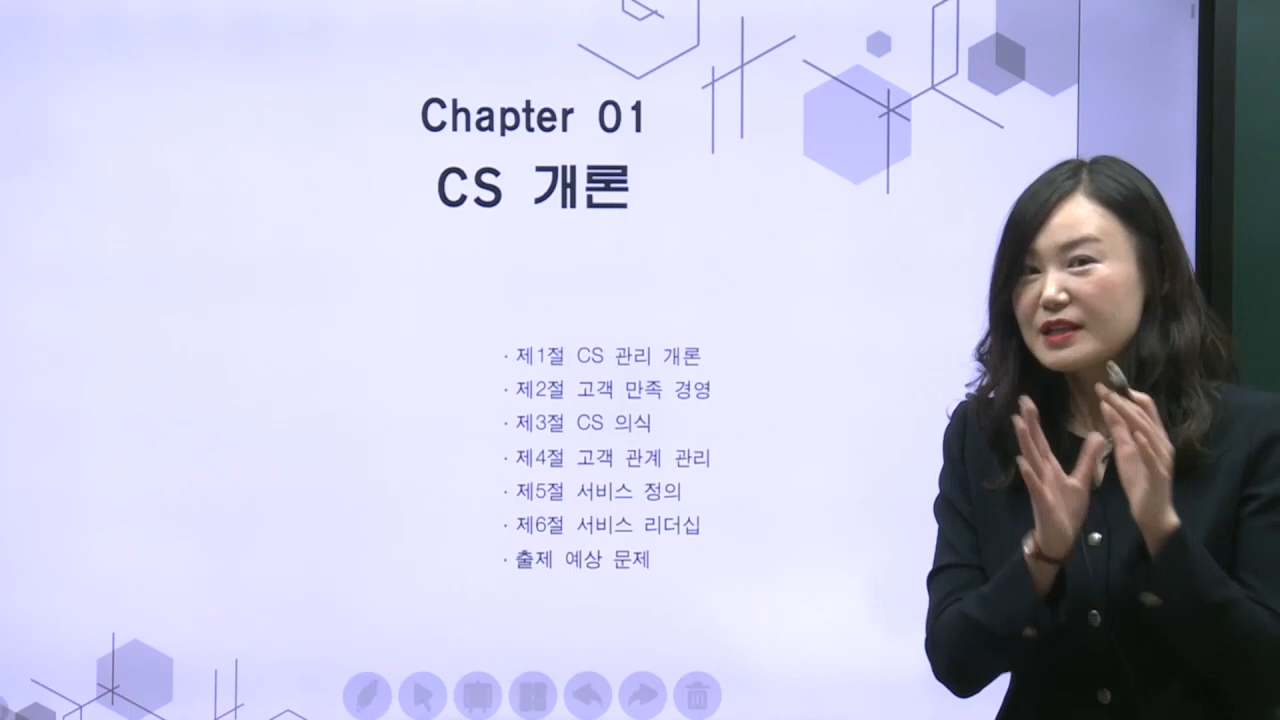 Chapter 01
CS 개론
· 제1절 CS 관리 개론
· 제2절 고객 만족 경영
· 제3절 CS 의식
· 제4절 고객 관계 관리
· 제5절 서비스 정의
· 제6절 서비스 리더십
· 출제 예상 문제